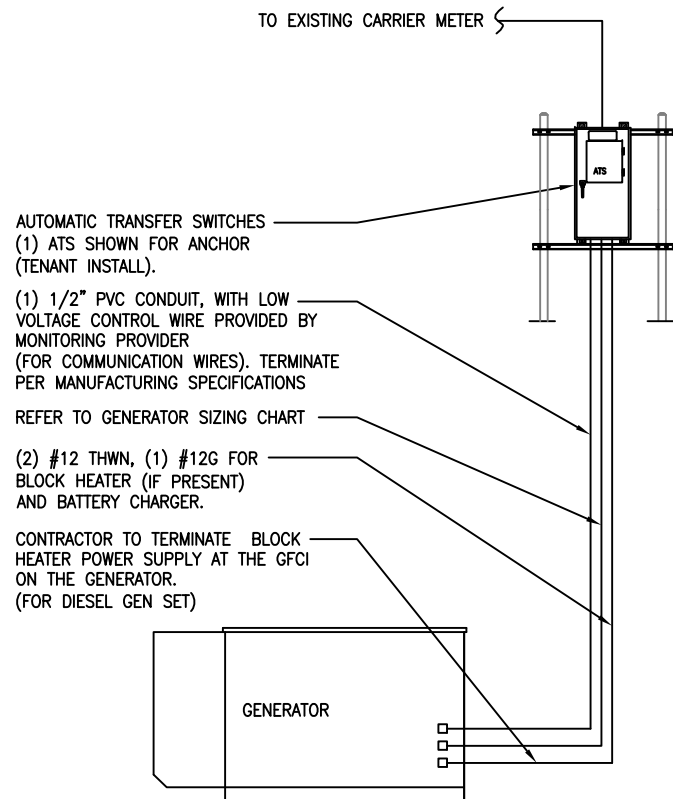 TO EXISTING CARRIER METER
ATS
AUTOMATIC TRANSFER SWITCHES
(1) ATS SHOWN FOR ANCHOR
(TENANT INSTALL).
(1) 1/2" PVC CONDUIT, WITH LOW
VOLTAGE CONTROL WIRE PROVIDED BY
MONITORING PROVIDER
(FOR COMMUNICATION WIRES). TERMINATE
PER MANUFACTURING SPECIFICATIONS
REFER TO GENERATOR SIZING CHART
(2) #12 THWN, (1) #12G FOR
BLOCK HEATER (IF PRESENT)
AND BATTERY CHARGER.
CONTRACTOR TO TERMINATE BLOCK
HEATER POWER SUPPLY AT THE GFCI
ON THE GENERATOR.
(FOR DIESEL GEN SET)
GENERATOR